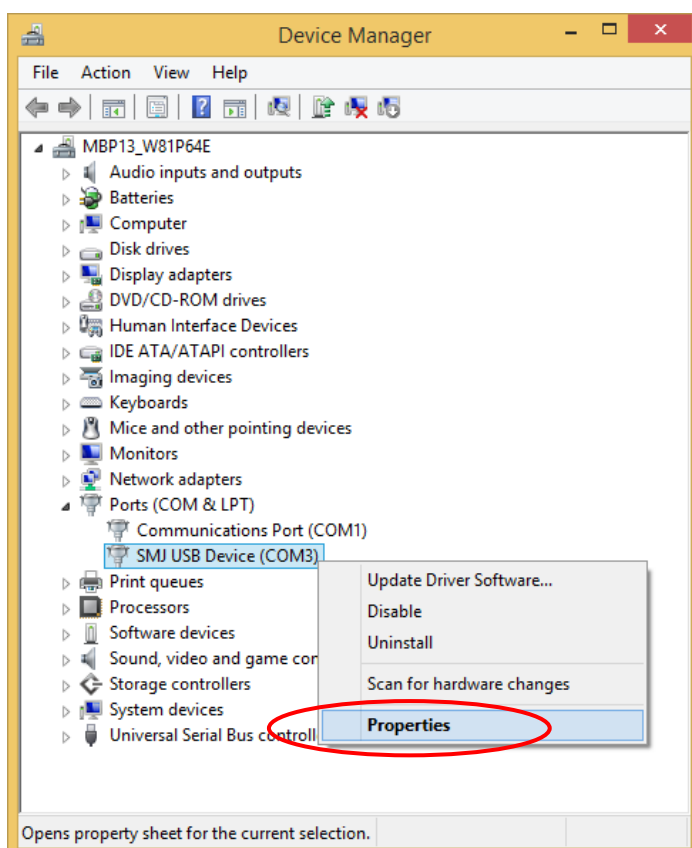 Device Manager
File Action View Help
MBP13_W81P64E
Audio inputs and outputs
Batteries
Computer
Disk drives
Display adapters
DVD/CD-ROM drives
Human Interface Devices
IDE ATA/ATAPI controllers
Imaging devices
Keyboards
Mice and other pointing devices
Monitors
Network adapters
Ports (COM & LPT)
Communications Port (COM1)
SMJ USB Device (COM3)
Print queues
Processors
Software devices
Sound, video and game con
Storage controllers
System devices
Universal Serial Bus controll
Update Driver Software...
Disable
Uninstall
Scan for hardware changes
Properties
Opens property sheet for the current selection.